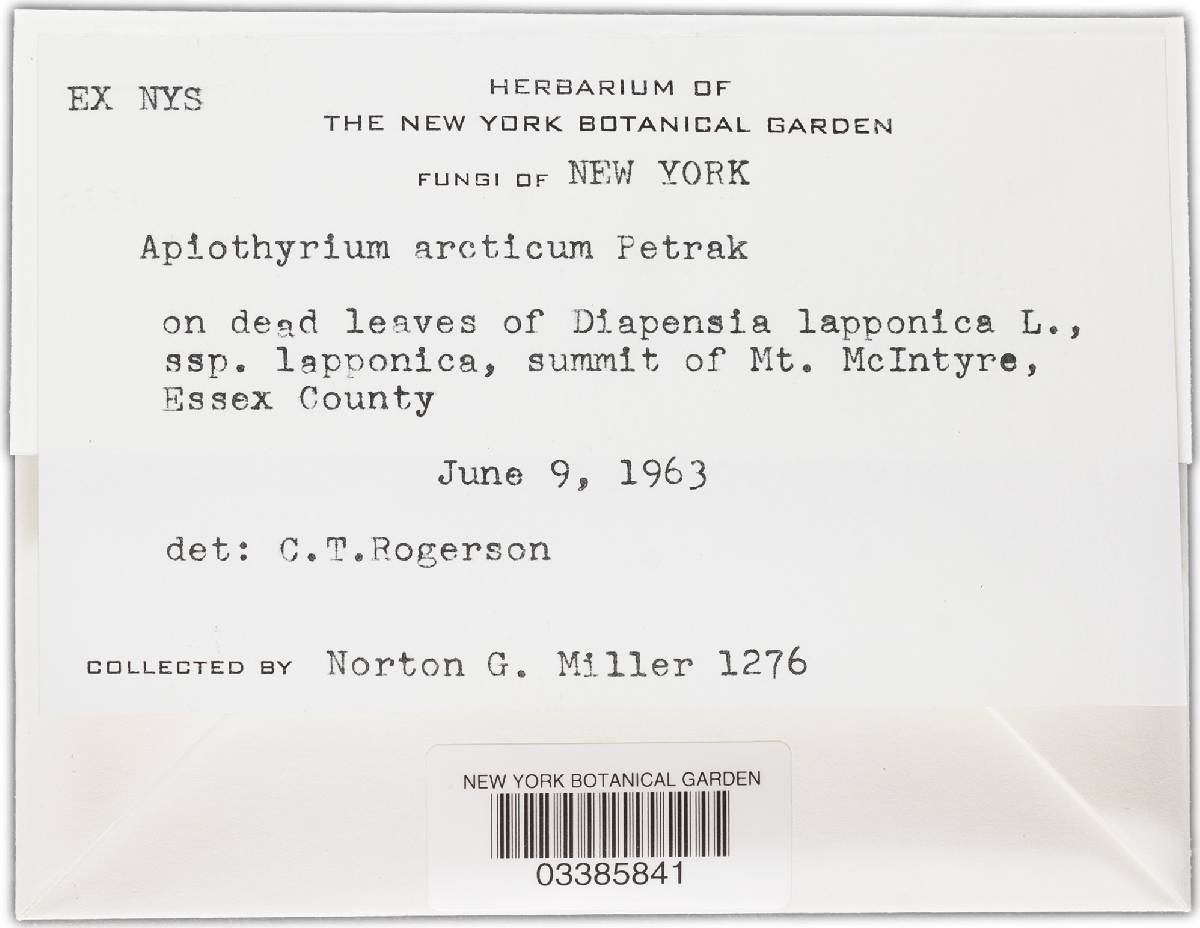 EX NYS
HERBARIUM OF
THE NEW YORK BOTANICAL GARDEN
FUNGI OF NEW YORK
Apiothyrium arcticum Petrak
on dead leaves of Diapensia lapponica L.,
ssp. lapponica, summit of Mt. McIntyre,
Essex County
June 9, 1963
det: C.T.Rogerson
COLLECTED BY Norton G. Miller 1276
NEW YORK BOTANICAL GARDEN
03385841